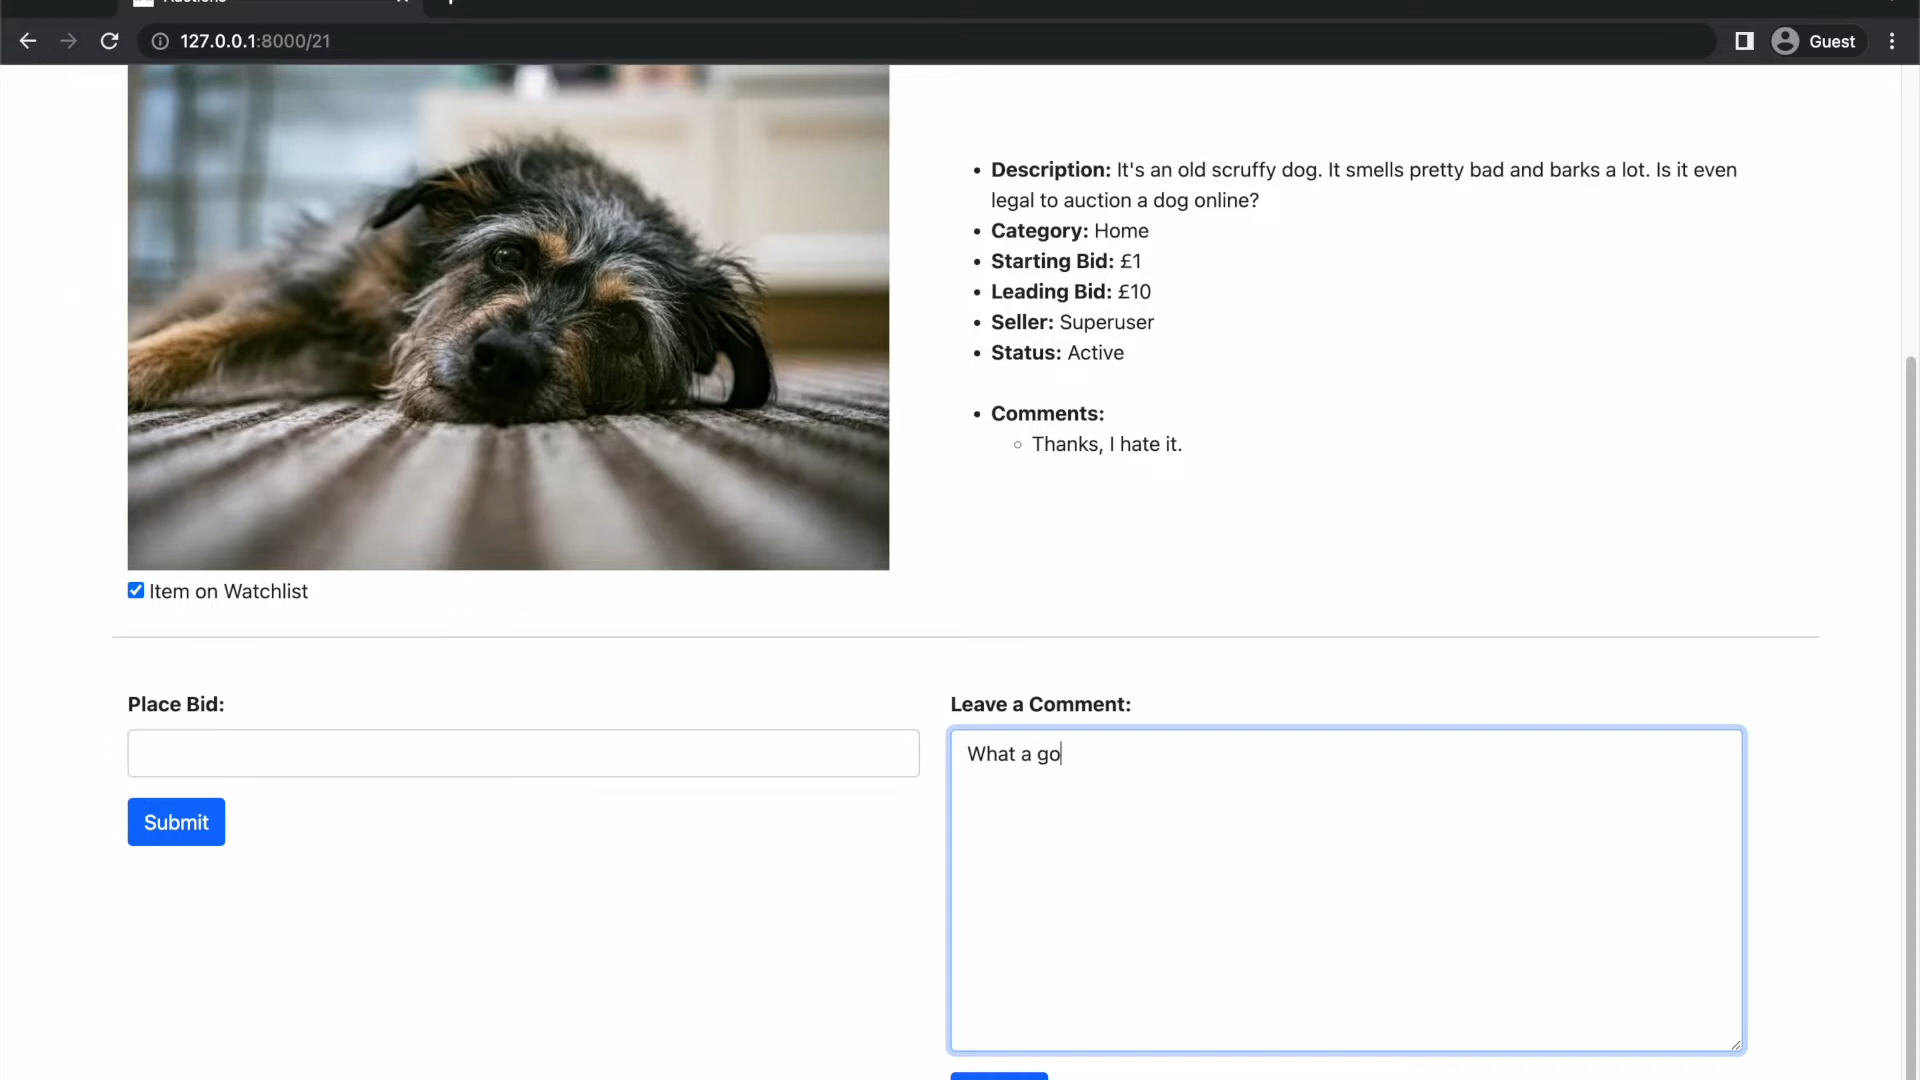 127.0.0.1:8000/21
Guest
Description: It's an old scruffy dog. It smells pretty bad and barks a lot. Is it even
legal to auction a dog online?
Category: Home
Starting Bid: £1
Leading Bid: £10
Seller: Superuser
Status: Active
Comments:
Thanks, I hate it.
Item on Watchlist
Place Bid:
Submit
Leave a Comment:
What a go